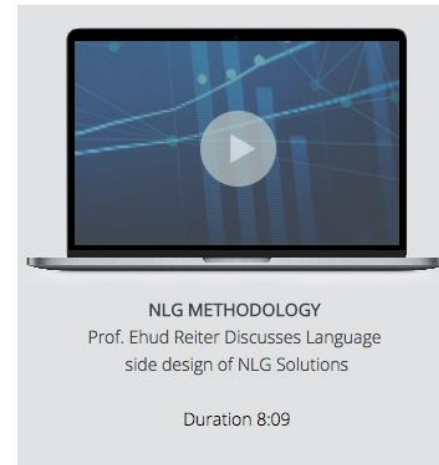 NLG METHODOLOGY
Prof. Ehud Reiter Discusses Language
side design of NLG Solutions
Duration 8:09